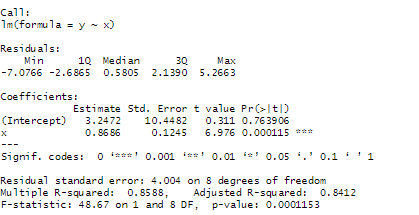 Call:
lm(formula = y ~ x)
Residuals:
Min 1Q Median 3Q Max
-7.0766 -2.6865 0.5805 2.1390 5.2663
Coefficients:
Estimate Std. Error t value Pr(>|t|)
(Intercept) 3.2472 10.4482 0.311 0.763906
x 0.8686 0.1245 6.976 0.000115 ***
---
Signif. codes: 0 ‘***’ 0.001 ‘**’ 0.01 ‘*’ 0.05 ‘.’ 0.1 ‘ ’ 1
Residual standard error: 4.004 on 8 degrees of freedom
Multiple R-squared: 0.8588, Adjusted R-squared: 0.8412
F-statistic: 48.67 on 1 and 8 DF, p-value: 0.0001153